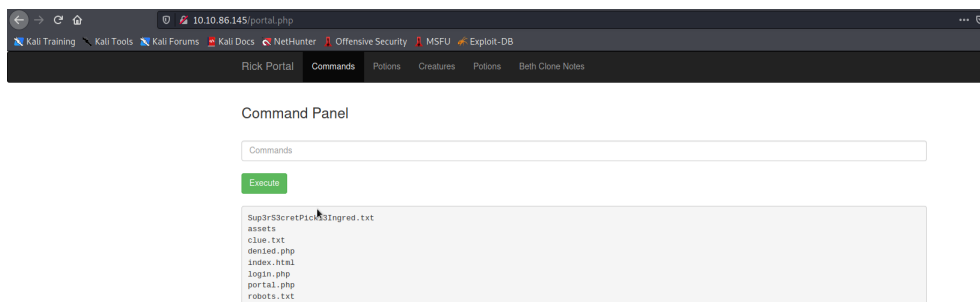 10.10.86.145/portal.php
Kali Training Kali Tools Kali Forums Kali Docs NetHunter Offensive Security MSFU Exploit-DB
Rick Portal Commands Potions Creatures Potions Beth Clone Notes
Command Panel
Commands
Execute
Sup3rS3cretPickl3Ingred.txt
assets
clue.txt
denied.php
index.html
login.php
portal.php
robots.txt